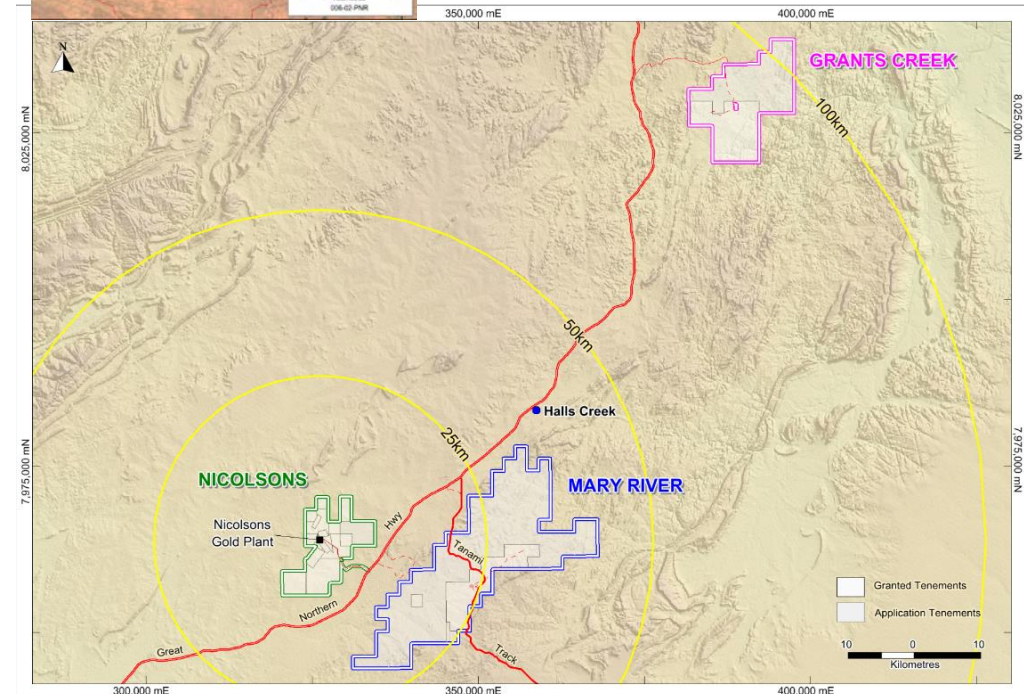 006-02-PNR
350,000 mE
400,000 mE
N
GRANTS CREEK
100km
8,025,000 mN
8,025,000 mN
50km
Halls Creek
25km
7,975,000 mN
7,975,000 mN
NICOLSONS
MARY RIVER
Nicolsons
Gold Plant
Hwy
Tanami
Northern
Great
Track
Granted Tenements
Application Tenements
10 0 10
Kilometres
300,000 mE
350,000 mE
400,000 mE